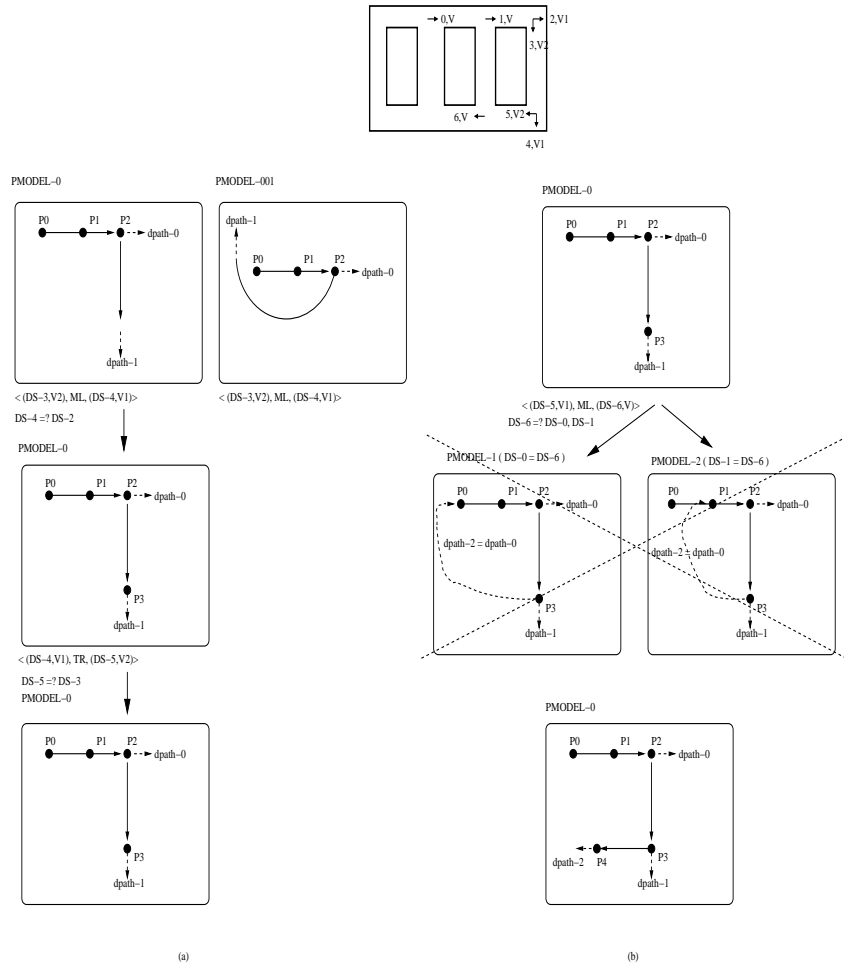 0,V
1,V
2,V1
3,V2
6,V
5,V2
4,V1
PMODEL–0
P0
P1
P2
dpath–0
dpath–1
< (DS–3,V2), ML, (DS–4,V1)>
DS–4 =? DS–2
PMODEL–001
dpath–1
P0
P1
P2
dpath–0
< (DS–3,V2), ML, (DS–4,V1)>
PMODEL–0
P0
P1
P2
dpath–0
P3
dpath–1
< (DS–4,V1), TR, (DS–5,V2)>
DS–5 =? DS–3
PMODEL–0
P0
P1
P2
dpath–0
P3
dpath–1
(a)
PMODEL–0
P0
P1
P2
dpath–0
P3
dpath–1
< (DS–5,V1), ML, (DS–6,V)>
DS–6 =? DS–0, DS–1
PMODEL–1 ( DS–0 = DS–6 )
P0
P1
P2
dpath–0
dpath–2 = dpath–0
P3
dpath–1
PMODEL–2 ( DS–1 = DS–6 )
P0
P1
P2
dpath–0
dpath–2 = dpath–0
P3
dpath–1
PMODEL–0
P0
P1
P2
dpath–0
dpath–2
P4
P3
dpath–1
(b)